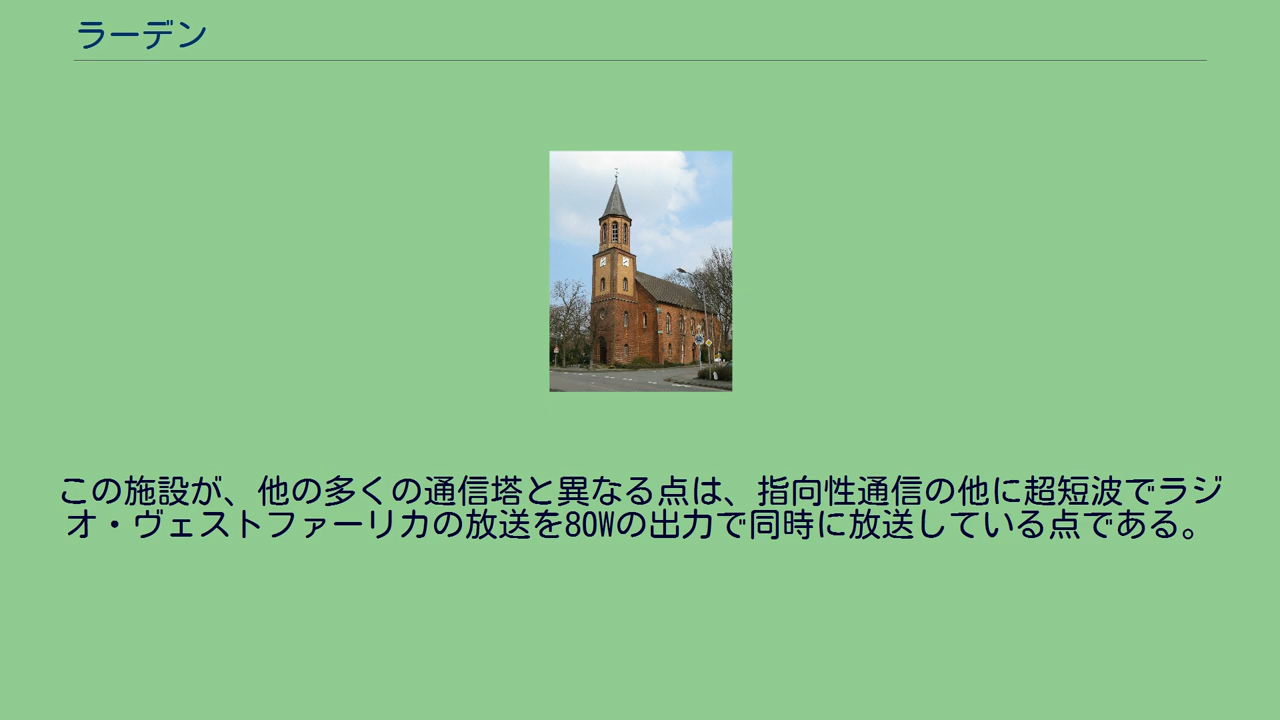 ラーデン
この施設が、他の多くの通信塔と異なる点は、指向性通信の他に超短波でラジ
オ・ヴェストファーリカの放送を80Wの出力で同時に放送している点である。